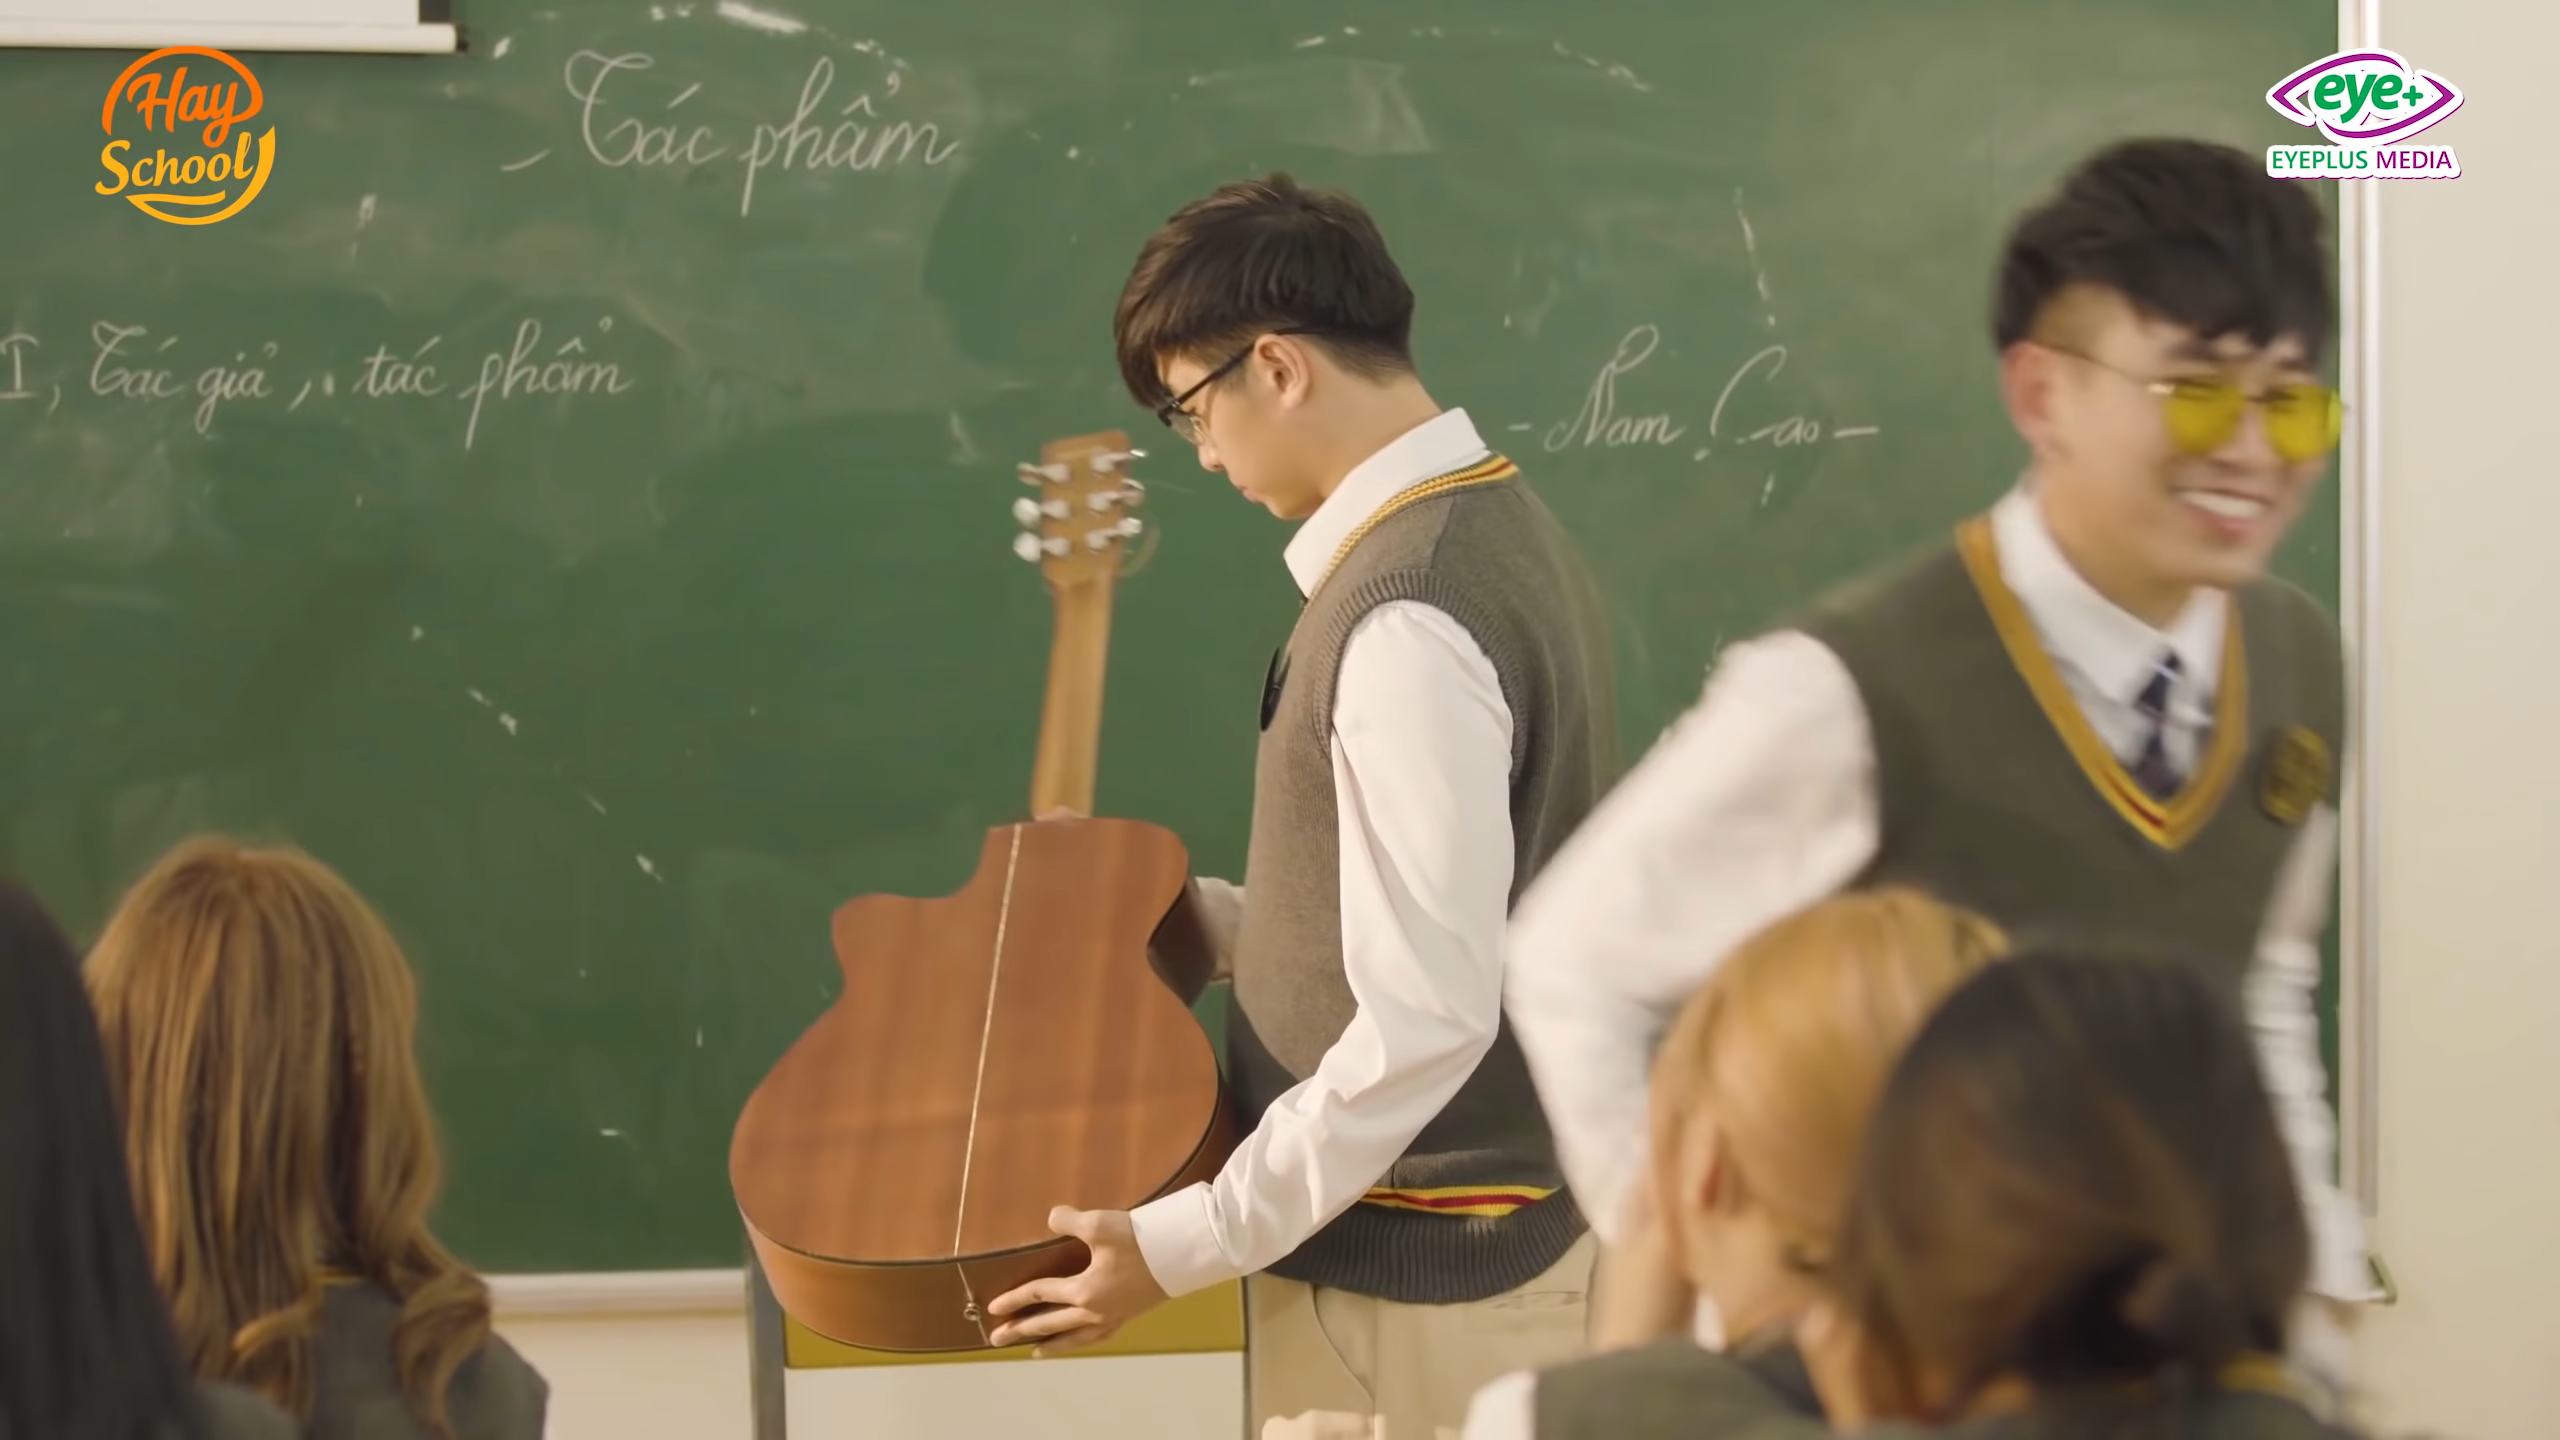 Hay
School
eye+
EYEPLUS MEDIA
Tác phẩm
I, Tác giả, tác phẩm
- Nam Cao -